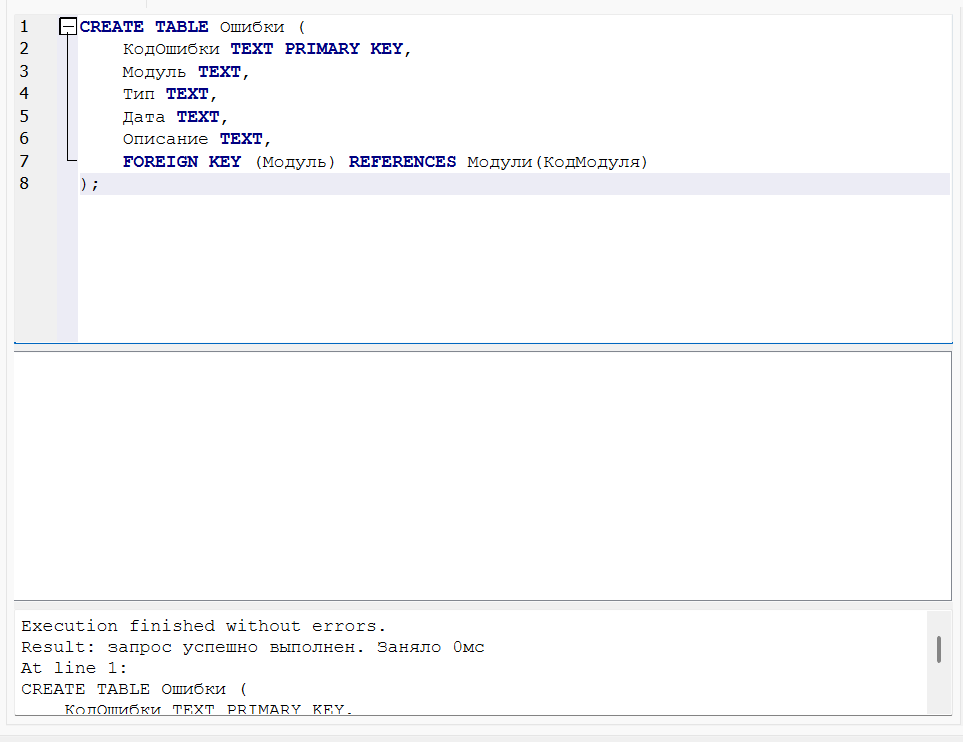 1 CREATE TABLE Ошибки (
2 КодОшибки TEXT PRIMARY KEY,
3 Модуль TEXT,
4 Тип TEXT,
5 Дата TEXT,
6 Описание TEXT,
7 FOREIGN KEY (Модуль) REFERENCES Модули(КодМодуля)
8 );
Execution finished without errors.
Result: запрос успешно выполнен. Заняло 0мс
At line 1:
CREATE TABLE Ошибки (
КодОшибки TEXT PRIMARY KEY,